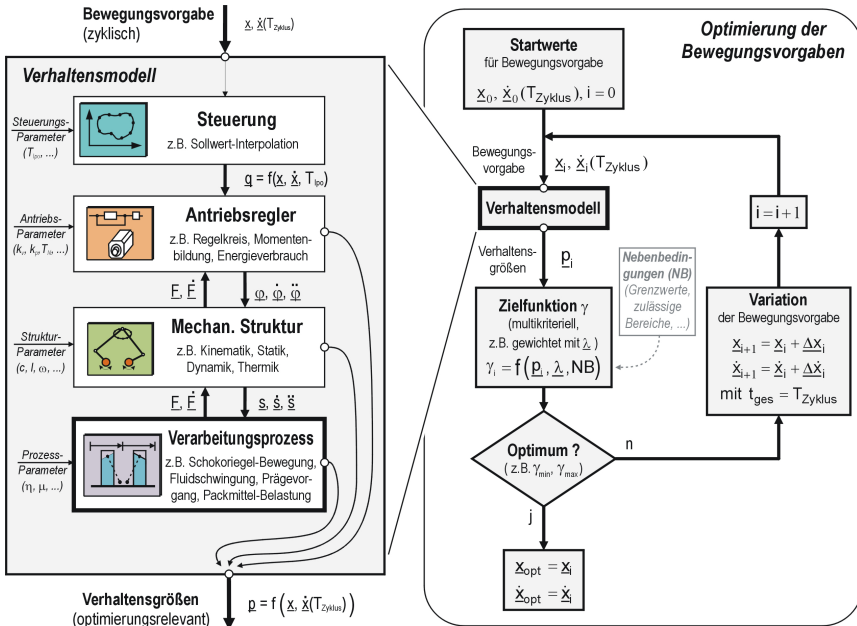 Bewegungsvorgabe
(zyklisch)
x, ẋ(T_Zyklus)
Verhaltensmodell
Steuerungs-
Parameter
(T_Ipo, ...)
Steuerung
z.B. Sollwert-Interpolation
q = f(x, ẋ, T_Ipo)
Antriebs-
Parameter
Antriebsregler
z.B. Regelkreis, Momenten-
bildung, Energieverbrauch
F, Ḟ
φ, φ̇, φ̈
Struktur-
Parameter
(c, l, ω, ...)
Mechan. Struktur
z.B. Kinematik, Statik,
Dynamik, Thermik
F, Ḟ
s, ṡ, s̈
Prozess-
Parameter
(η, μ, ...)
Verarbeitungsprozess
z.B. Schokoriegel-Bewegung,
Fluidschwingung, Prägevor-
gang, Packmittel-Belastung
Verhaltensgrößen
(optimierungsrelevant)
p = f ( x, ẋ(T_Zyklus) )
Optimierung der
Bewegungsvorgaben
Startwerte
für Bewegungsvorgabe
x_0, ẋ_0(T_Zyklus), i = 0
Bewegungs-
vorgabe
x_i, ẋ_i(T_Zyklus)
Verhaltensmodell
Verhaltens-
größen
p_i
Nebenbedin-
gungen (NB)
(Grenzwerte,
zulässige
Bereiche, ...)
Zielfunktion γ
(multikriteriell,
z.B. gewichtet mit λ )
γ_i = f ( p_i , λ , NB )
Optimum ?
( z.B. γ_min, γ_max)
n
j
i = i + 1
Variation
der Bewegungsvorgabe
x_i+1 = x_i + Δx_i
ẋ_i+1 = ẋ_i + Δẋ_i
mit t_ges = T_Zyklus
x_opt = x_i
ẋ_opt = ẋ_i